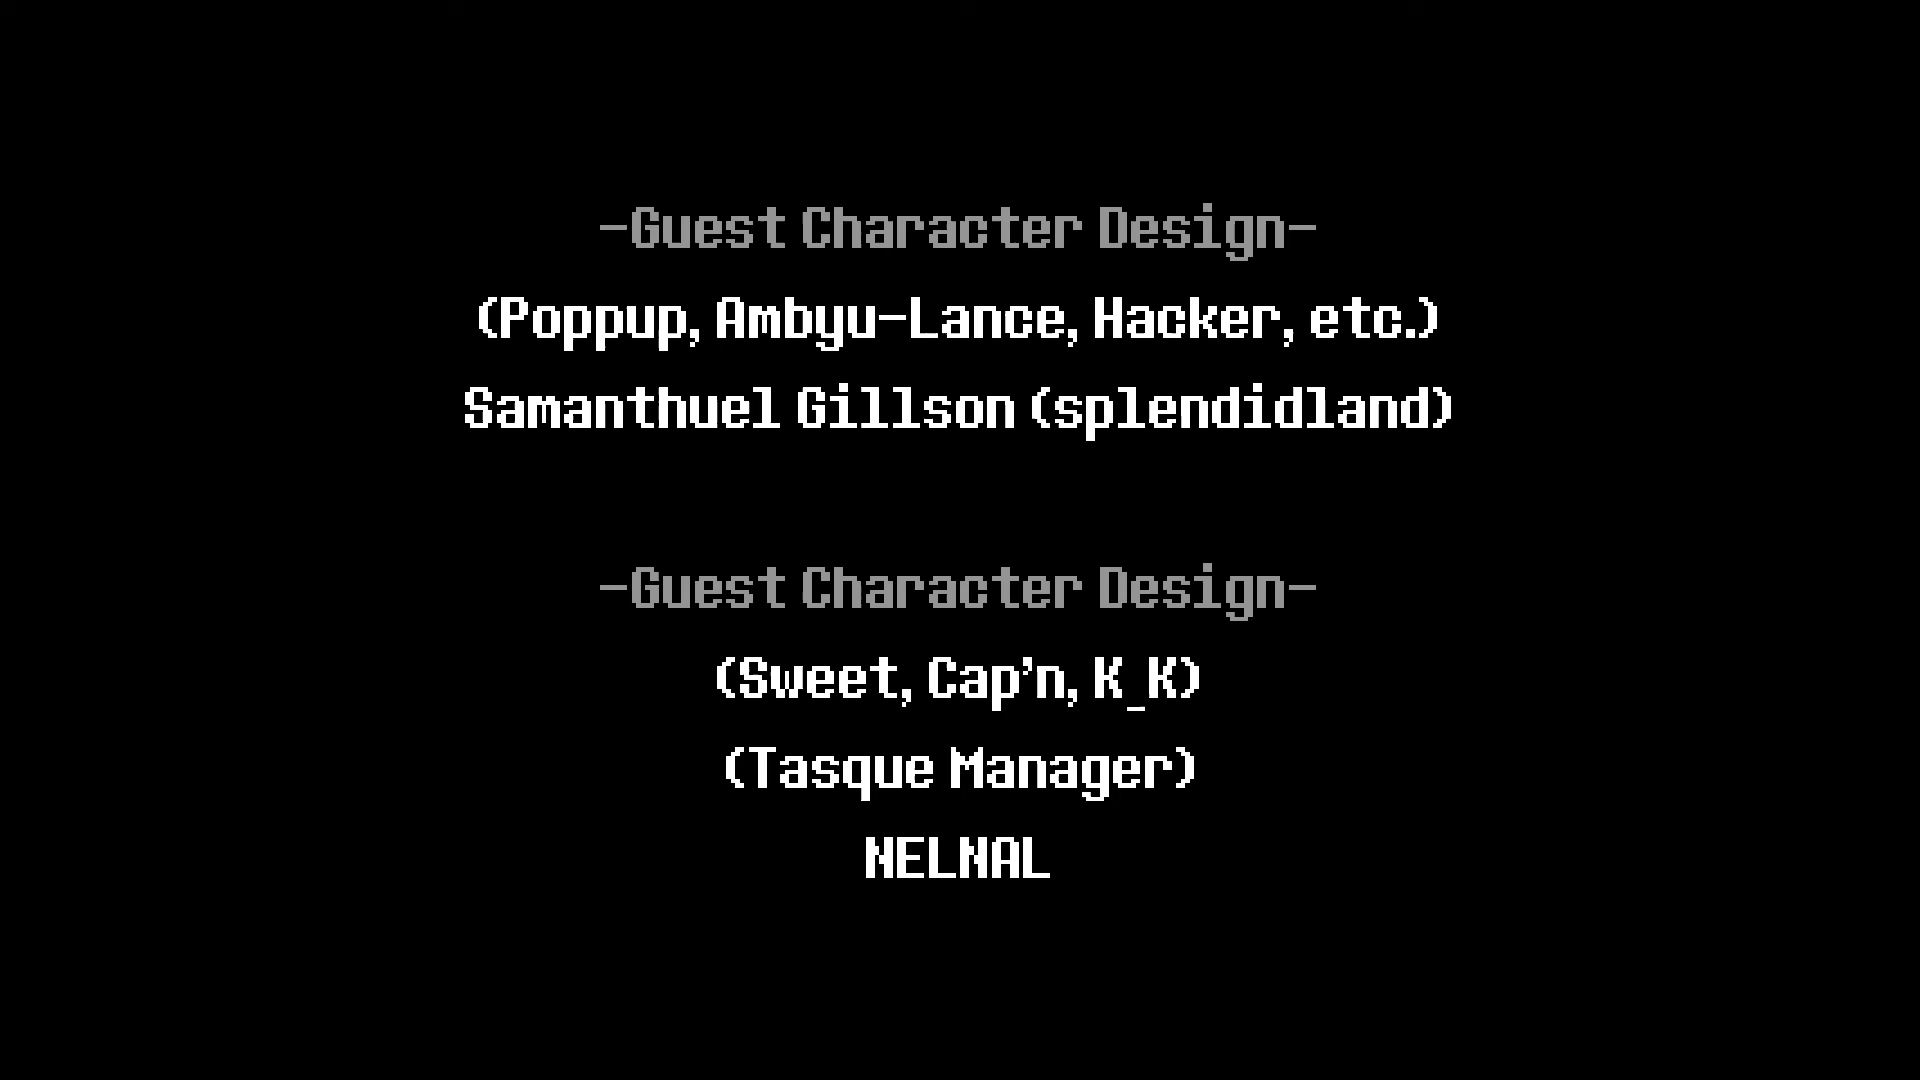 -Guest Character Design-
(Poppup, Ambyu-Lance, Hacker, etc.)
Samanthuel Gillson (splendidland)
-Guest Character Design-
(Sweet, Cap'n, K_K)
(Tasque Manager)
NELNAL